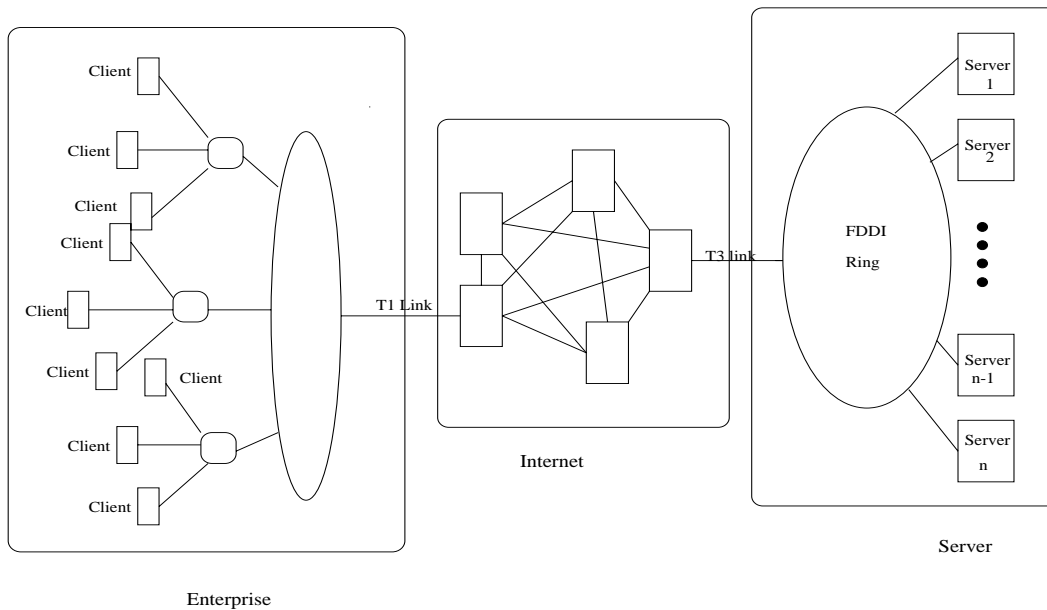 Client
Client
Client
Client
Client
Client
Client
Client
Client
Enterprise
T1 Link
Internet
T3 link
FDDI
Ring
Server
1
Server
2
Server
n-1
Server
n
Server